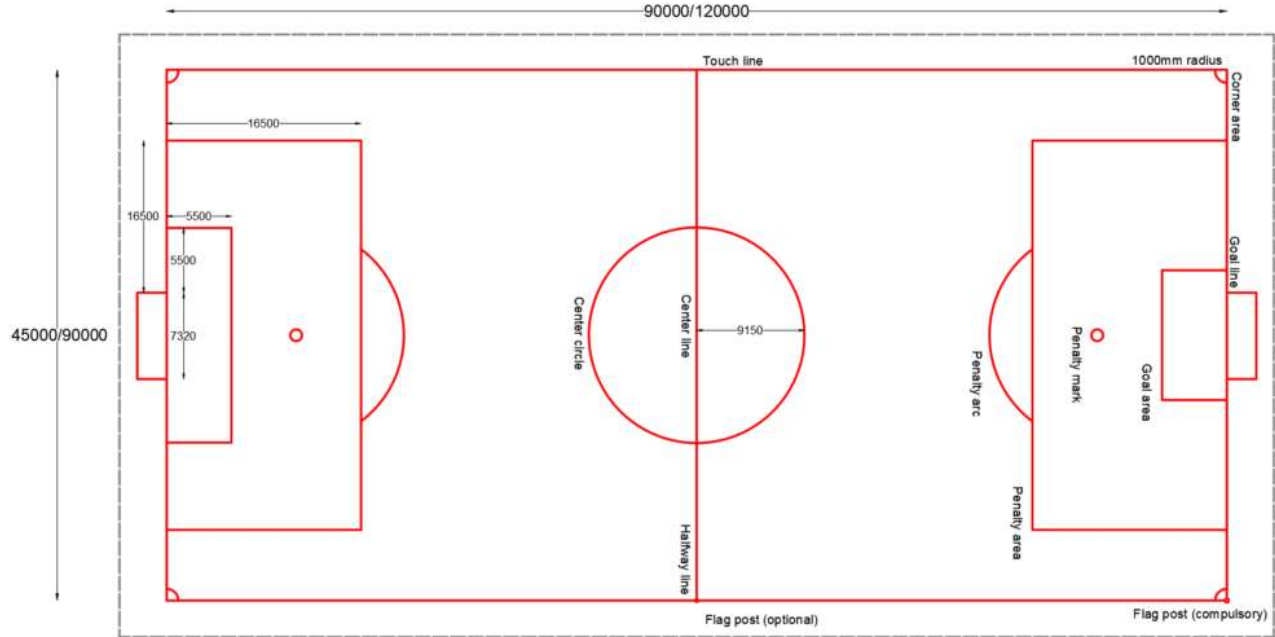 90000/120000
Touch line
1000mm radius
Corner area
16500
16500
5500
5500
7320
45000/90000
Goal line
Center circle
Center line
9150
Penalty arc
Penalty mark
Goal area
Penalty area
Halfway line
Flag post (optional)
Flag post (compulsory)